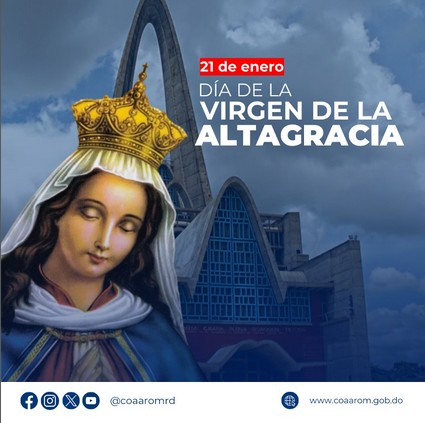 21 de enero
DÍA DE LA
VIRGEN DE LA
ALTAGRACIA
@coaaromrd
www.coaarom.gob.do